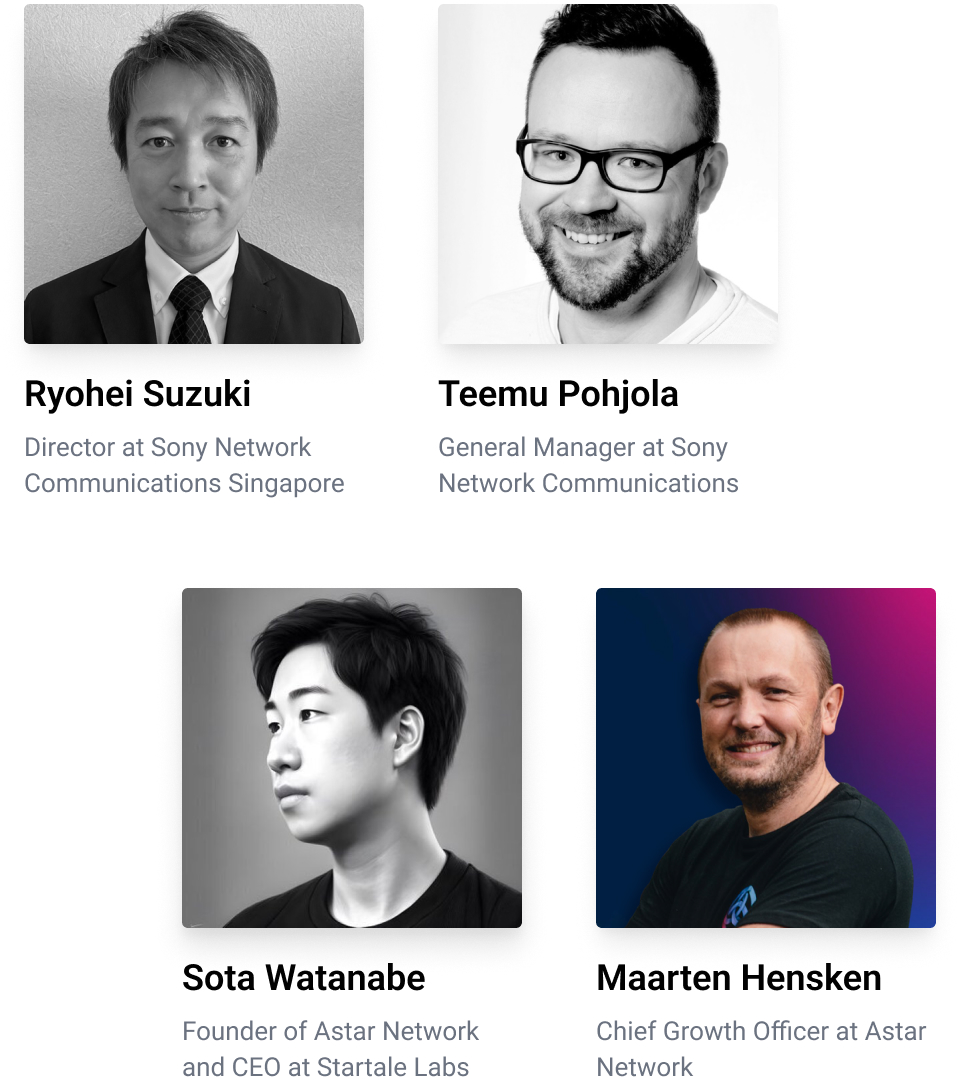 Ryohei Suzuki
Director at Sony Network
Communications Singapore
Teemu Pohjola
General Manager at Sony
Network Communications
Sota Watanabe
Founder of Astar Network
and CEO at Startale Labs
Maarten Hensken
Chief Growth Officer at Astar
Network